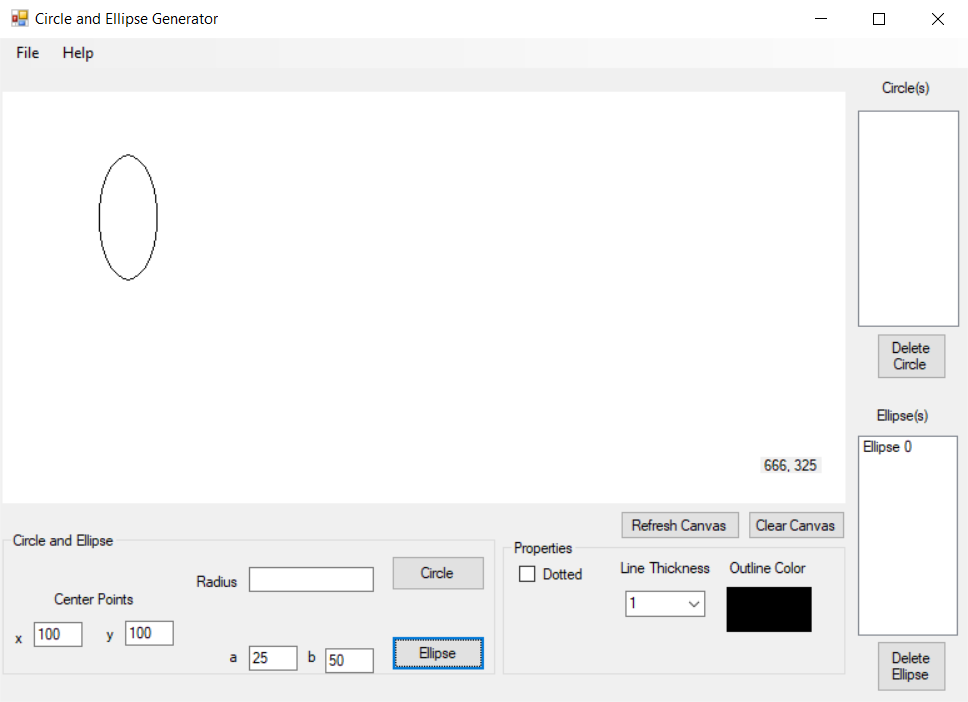 Circle and Ellipse Generator
File Help
Circle(s)
Delete
Circle
Ellipse(s)
Ellipse 0
666, 325
Refresh Canvas Clear Canvas
Circle and Ellipse
Radius
Circle
Center Points
x 100 y 100
a 25 b 50
Ellipse
Properties
Dotted
Line Thickness
1
Outline Color
Delete
Ellipse